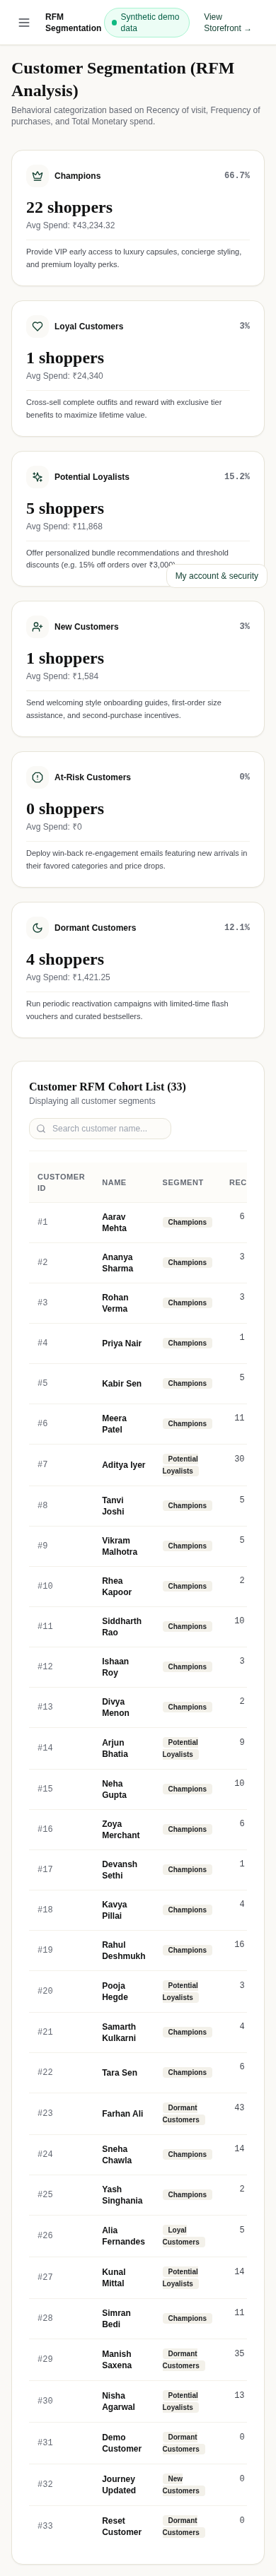 RFM
Segmentation
Synthetic demo
data
View
Storefront →
Customer Segmentation (RFM
Analysis)
Behavioral categorization based on Recency of visit, Frequency of
purchases, and Total Monetary spend.
Champions 66.7%
22 shoppers
Avg Spend: ₹43,234.32
Provide VIP early access to luxury capsules, concierge styling,
and premium loyalty perks.
Loyal Customers 3%
1 shoppers
Avg Spend: ₹24,340
Cross-sell complete outfits and reward with exclusive tier
benefits to maximize lifetime value.
Potential Loyalists 15.2%
5 shoppers
Avg Spend: ₹11,868
Offer personalized bundle recommendations and threshold
discounts (e.g. 15% off orders over ₹3,000)
My account & security
New Customers 3%
1 shoppers
Avg Spend: ₹1,584
Send welcoming style onboarding guides, first-order size
assistance, and second-purchase incentives.
At-Risk Customers 0%
0 shoppers
Avg Spend: ₹0
Deploy win-back re-engagement emails featuring new arrivals in
their favored categories and price drops.
Dormant Customers 12.1%
4 shoppers
Avg Spend: ₹1,421.25
Run periodic reactivation campaigns with limited-time flash
vouchers and curated bestsellers.
Customer RFM Cohort List (33)
Displaying all customer segments
Search customer name...
CUSTOMER
ID
NAME SEGMENT REC
#1 Aarav
Mehta Champions 6
#2 Ananya
Sharma Champions 3
#3 Rohan
Verma Champions 3
#4 Priya Nair Champions 1
#5 Kabir Sen Champions 5
#6 Meera
Patel Champions 11
#7 Aditya Iyer Potential
Loyalists 30
#8 Tanvi
Joshi Champions 5
#9 Vikram
Malhotra Champions 5
#10 Rhea
Kapoor Champions 2
#11 Siddharth
Rao Champions 10
#12 Ishaan
Roy Champions 3
#13 Divya
Menon Champions 2
#14 Arjun
Bhatia Potential
Loyalists 9
#15 Neha
Gupta Champions 10
#16 Zoya
Merchant Champions 6
#17 Devansh
Sethi Champions 1
#18 Kavya
Pillai Champions 4
#19 Rahul
Deshmukh Champions 16
#20 Pooja
Hegde Potential
Loyalists 3
#21 Samarth
Kulkarni Champions 4
#22 Tara Sen Champions 6
#23 Farhan Ali Dormant
Customers 43
#24 Sneha
Chawla Champions 14
#25 Yash
Singhania Champions 2
#26 Alia
Fernandes Loyal
Customers 5
#27 Kunal
Mittal Potential
Loyalists 14
#28 Simran
Bedi Champions 11
#29 Manish
Saxena Dormant
Customers 35
#30 Nisha
Agarwal Potential
Loyalists 13
#31 Demo
Customer Dormant
Customers 0
#32 Journey
Updated New
Customers 0
#33 Reset
Customer Dormant
Customers 0